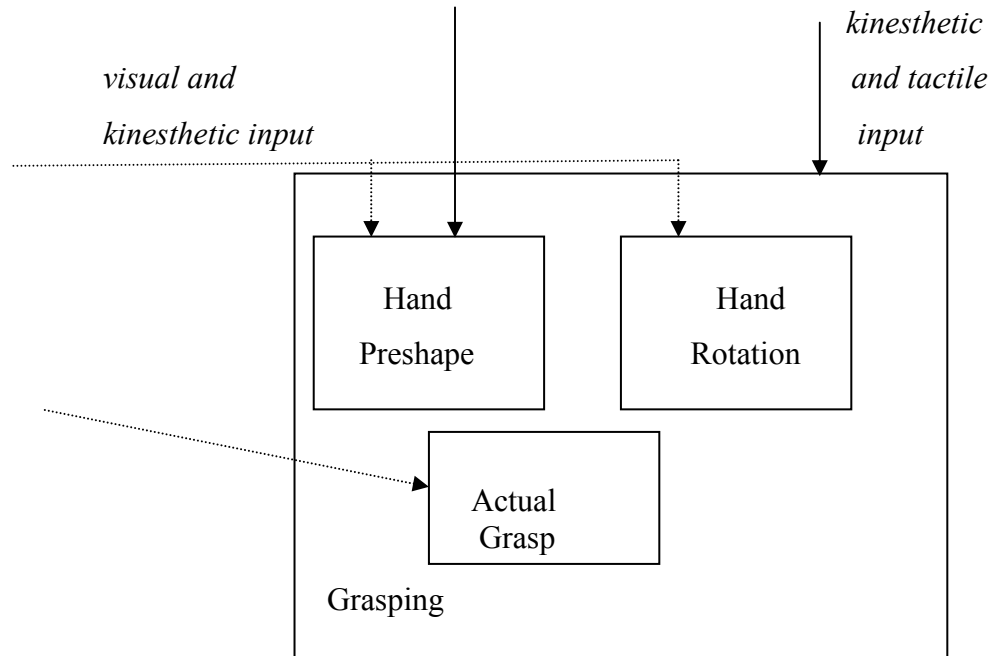 kinesthetic
and tactile
input
visual and
kinesthetic input
Hand
Preshape
Hand
Rotation
Actual
Grasp
Grasping